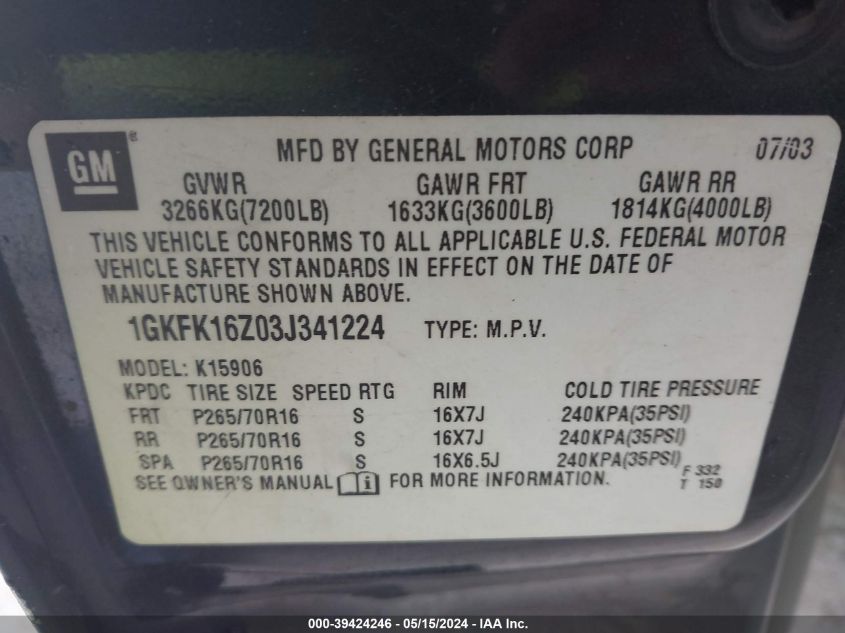 GM ®
MFD BY GENERAL MOTORS CORP 07/03
GVWR GAWR FRT GAWR RR
3266KG(7200LB) 1633KG(3600LB) 1814KG(4000LB)
THIS VEHICLE CONFORMS TO ALL APPLICABLE U.S. FEDERAL MOTOR
VEHICLE SAFETY STANDARDS IN EFFECT ON THE DATE OF
MANUFACTURE SHOWN ABOVE.
1GKFK16Z03J341224 TYPE: M.P.V.
MODEL: K15906
KPDC TIRE SIZE SPEED RTG RIM COLD TIRE PRESSURE
FRT P265/70R16 S 16X7J 240KPA(35PSI)
RR P265/70R16 S 16X7J 240KPA(35PSI)
SPA P265/70R16 S 16X6.5J 240KPA(35PSI)
SEE OWNER'S MANUAL i FOR MORE INFORMATION.
F 332
T 150
000-39424246 - 05/15/2024 - IAA Inc.